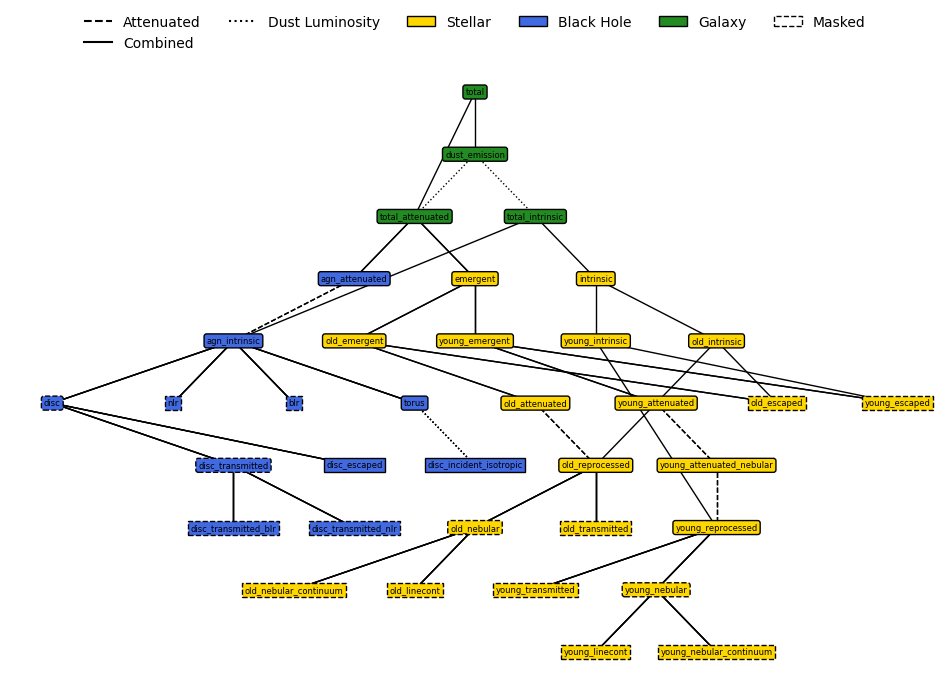 Attenuated Dust Luminosity Stellar Black Hole Galaxy Masked
Combined
total
dust_emission
total_attenuated total_intrinsic
agn_attenuated emergent intrinsic
agn_intrinsic old_emergent young_emergent young_intrinsic old_intrinsic
disc nlr blr torus old_attenuated young_attenuated old_escaped young_escaped
disc_transmitted disc_escaped disc_incident_isotropic old_reprocessed young_attenuated_nebular
disc_transmitted_blr disc_transmitted_nlr old_nebular old_transmitted young_reprocessed
old_nebular_continuum old_linecont young_transmitted young_nebular
young_linecont young_nebular_continuum